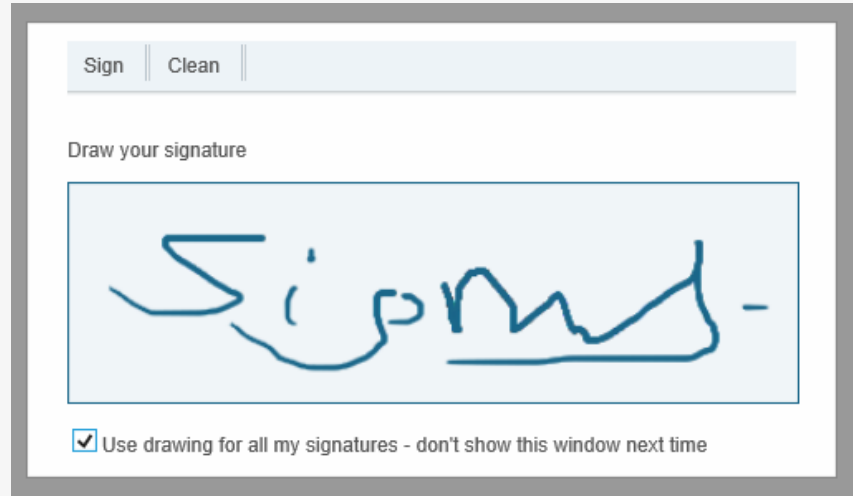 Sign Clean
Draw your signature
Use drawing for all my signatures - don't show this window next time